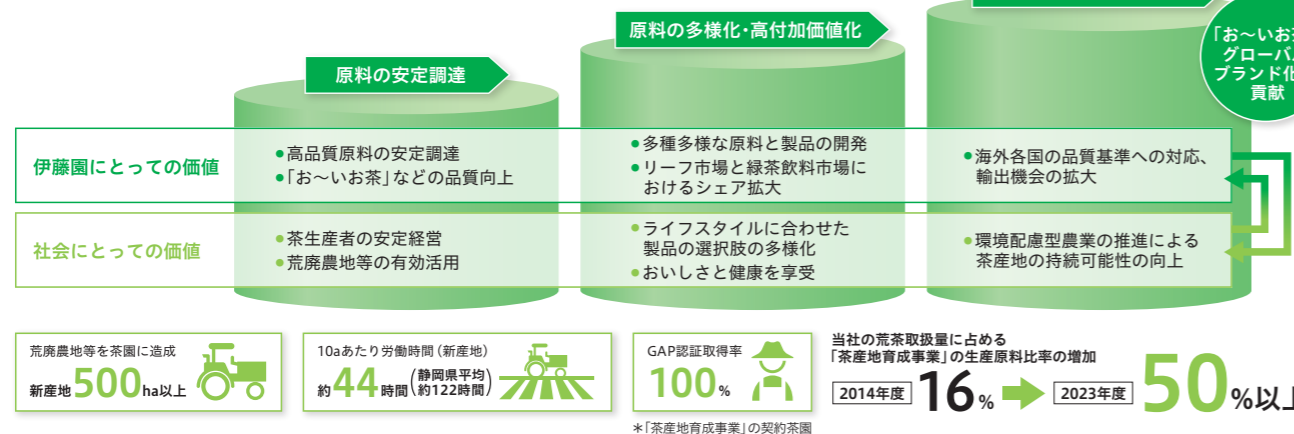 原料の安定調達
原料の多様化・高付加価値化
「お〜いお
グローバ
ブランド化
貢献
伊藤園にとっての価値
●高品質原料の安定調達
●「お〜いお茶」などの品質向上
●多種多様な原料と製品の開発
●リーフ市場と緑茶飲料市場に
おけるシェア拡大
●海外各国の品質基準への対応、
輸出機会の拡大
社会にとっての価値
●茶生産者の安定経営
●荒廃農地等の有効活用
●ライフスタイルに合わせた
製品の選択肢の多様化
●おいしさと健康を享受
●環境配慮型農業の推進による
茶産地の持続可能性の向上
荒廃農地等を茶園に造成
新産地500ha以上
10aあたり労働時間（新産地）
約44時間（静岡県平均 約122時間）
GAP認証取得率
100%
＊「茶産地育成事業」の契約茶園
当社の荒茶取扱量に占める
「茶産地育成事業」の生産原料比率の増加
2014年度 16% 2023年度 50%以上